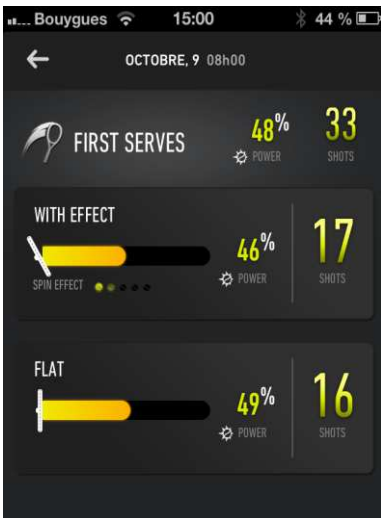 Bouygues 15:00 44 %
OCTOBRE, 9 08h00
FIRST SERVES 48% POWER 33 SHOTS
WITH EFFECT
46% POWER 17 SHOTS
SPIN EFFECT
FLAT
49% POWER 16 SHOTS